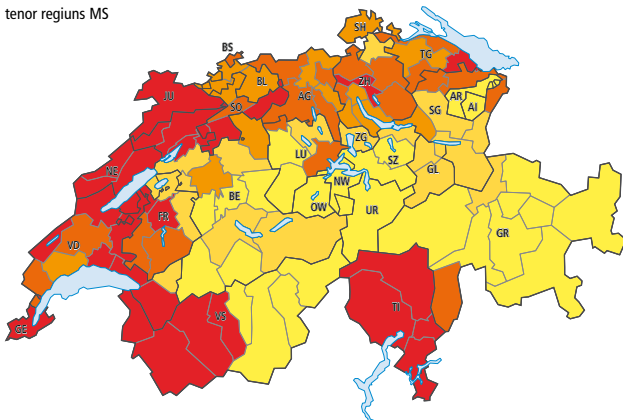 tenor regiuns MS
SH
BS
TG
BL
ZH
JU
AG
SO
AR
SG
AI
ZG
LU
SZ
NE
GL
NW
BE
OW
FR
UR
GR
VD
TI
VS
GE